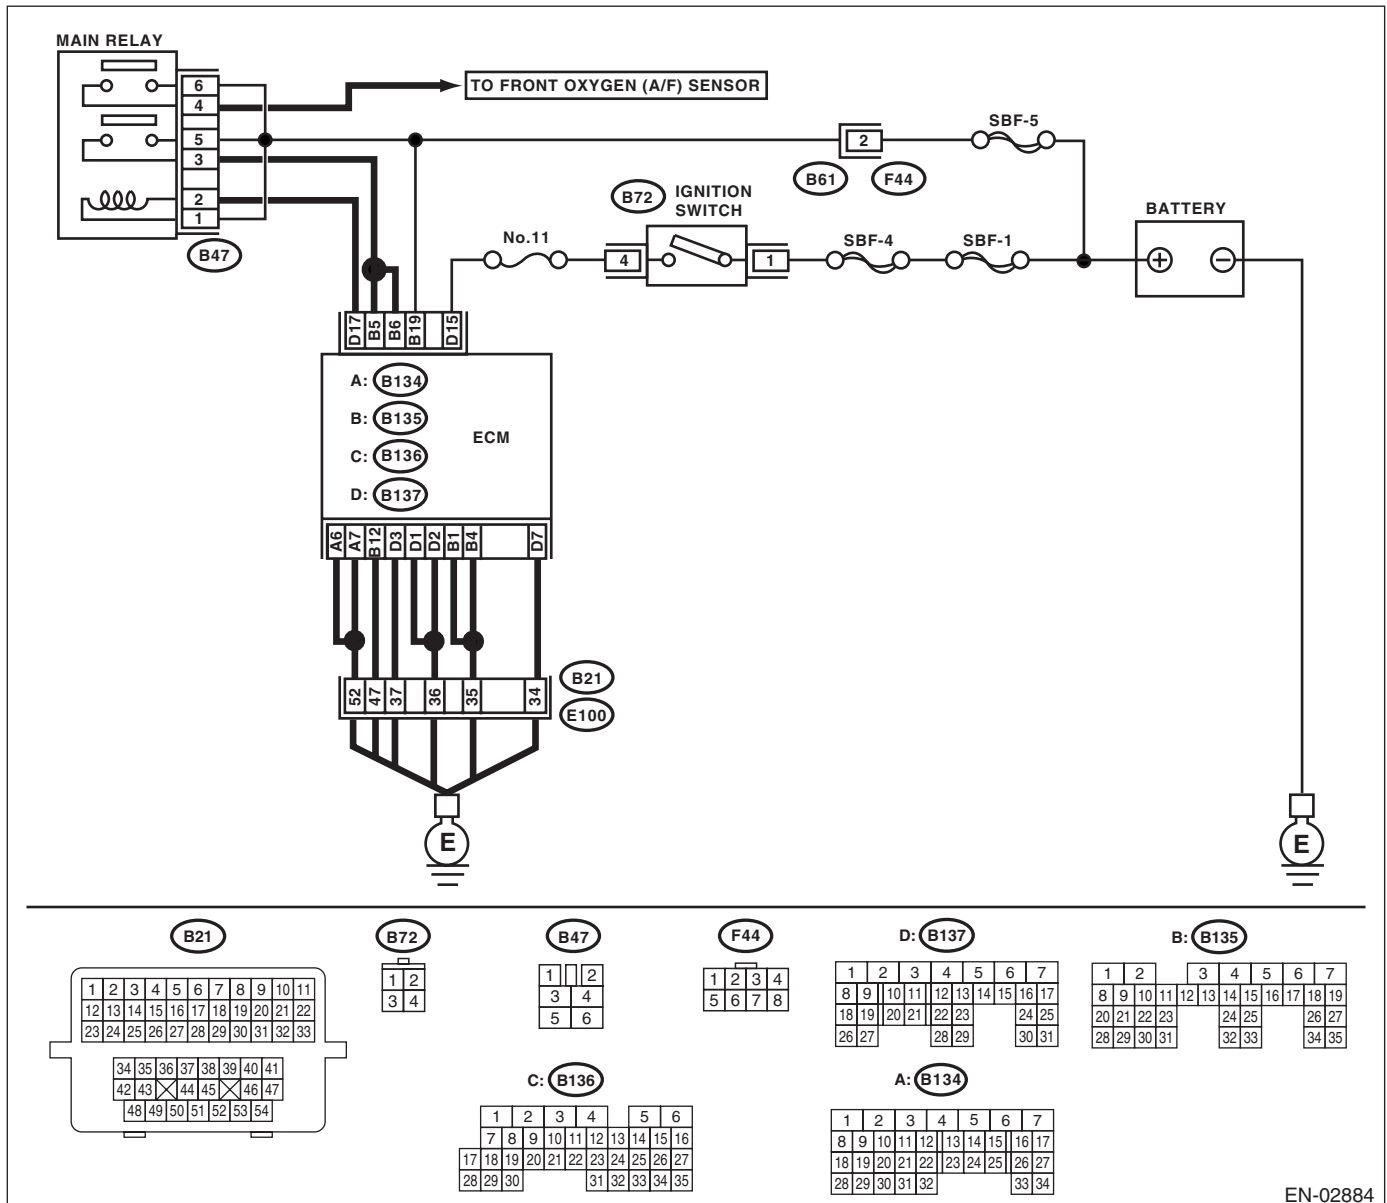 MAIN RELAY
6
4
5
3
2
1
B47
TO FRONT OXYGEN (A/F) SENSOR
2
B61
F44
SBF-5
B72
IGNITION
SWITCH
No.11
4
1
SBF-4
SBF-1
BATTERY
+
−
D17 B5 B6 B19 D15
A: B134
B: B135
C: B136
D: B137
ECM
A6 A7 B12 D3 D1 D2 B1 B4 D7
52 47 37 36 35 34
B21
E100
E
E
B21
1 2 3 4 5 6 7 8 9 10 11
12 13 14 15 16 17 18 19 20 21 22
23 24 25 26 27 28 29 30 31 32 33
34 35 36 37 38 39 40 41
42 43 44 45 46 47
48 49 50 51 52 53 54
B72
1 2
3 4
B47
1 2
3 4
5 6
F44
1 2 3 4
5 6 7 8
D: B137
1 2 3 4 5 6 7
8 9 10 11 12 13 14 15 16 17
18 19 20 21 22 23 24 25
26 27 28 29 30 31
B: B135
1 2 3 4 5 6 7
8 9 10 11 12 13 14 15 16 17 18 19
20 21 22 23 24 25 26 27
28 29 30 31 32 33 34 35
C: B136
1 2 3 4 5 6
7 8 9 10 11 12 13 14 15 16
17 18 19 20 21 22 23 24 25 26 27
28 29 30 31 32 33 34 35
A: B134
1 2 3 4 5 6 7
8 9 10 11 12 13 14 15 16 17
18 19 20 21 22 23 24 25 26 27
28 29 30 31 32 33 34
EN-02884